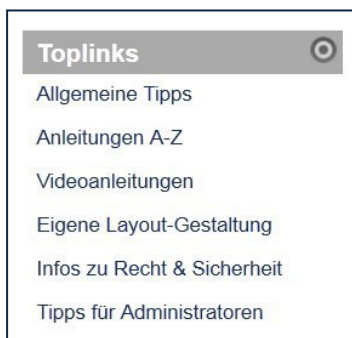 Toplinks
Allgemeine Tipps
Anleitungen A-Z
Videoanleitungen
Eigene Layout-Gestaltung
Infos zu Recht & Sicherheit
Tipps für Administratoren